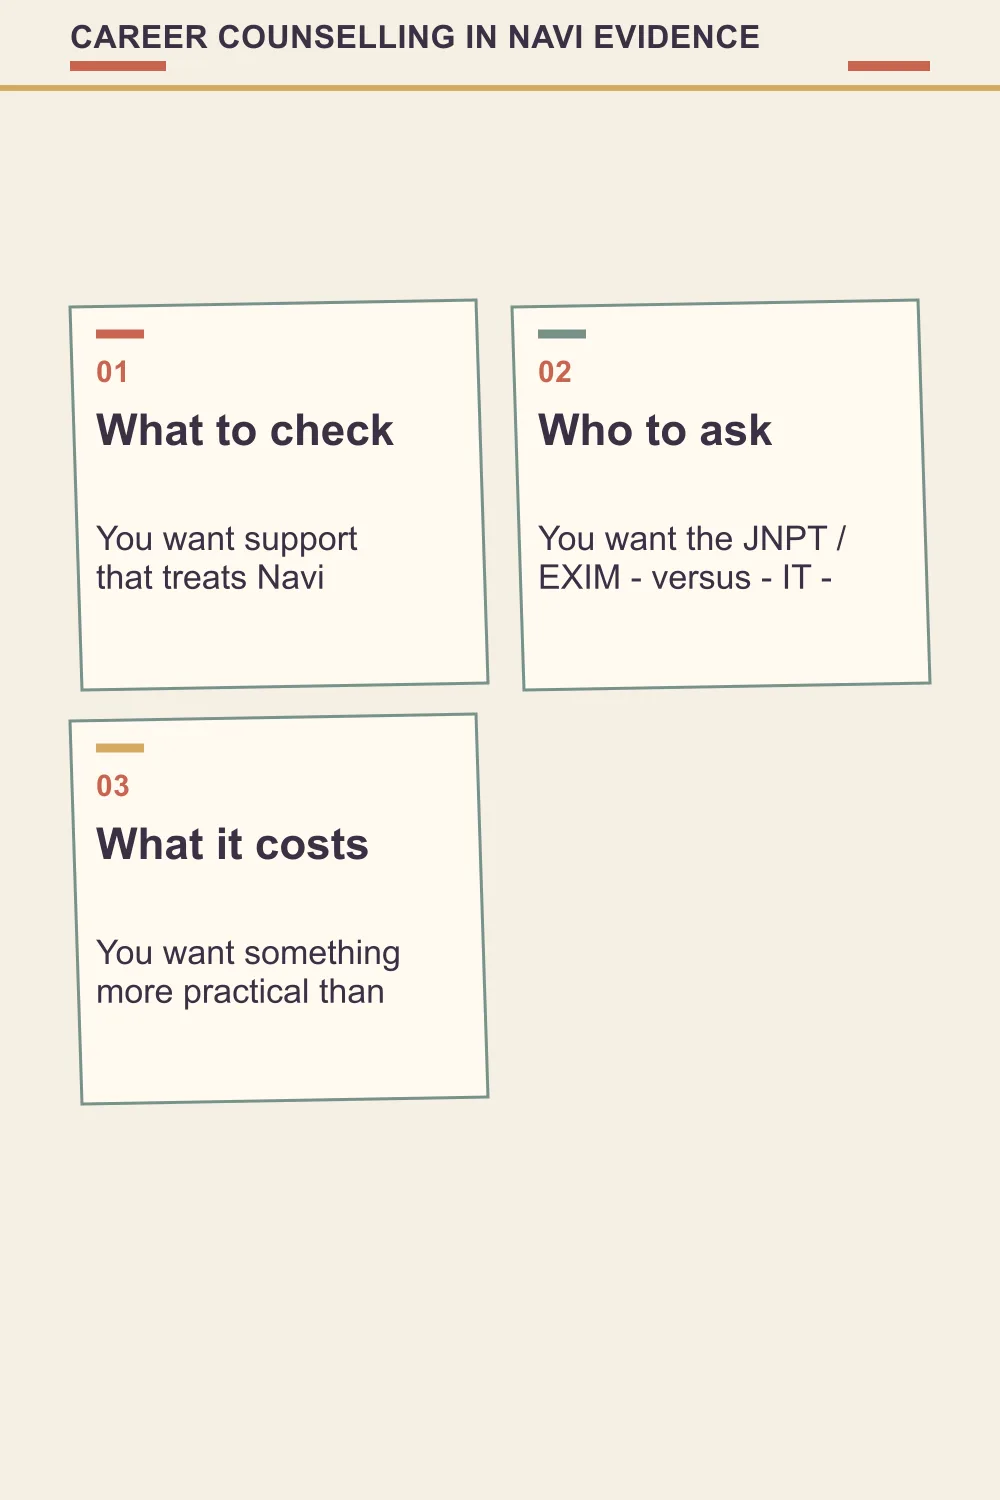 CAREER COUNSELLING IN NAVI EVIDENCE
01
What to check
You want support
that treats Navi
02
Who to ask
You want the JNPT /
EXIM - versus - IT -
03
What it costs
You want something
more practical than